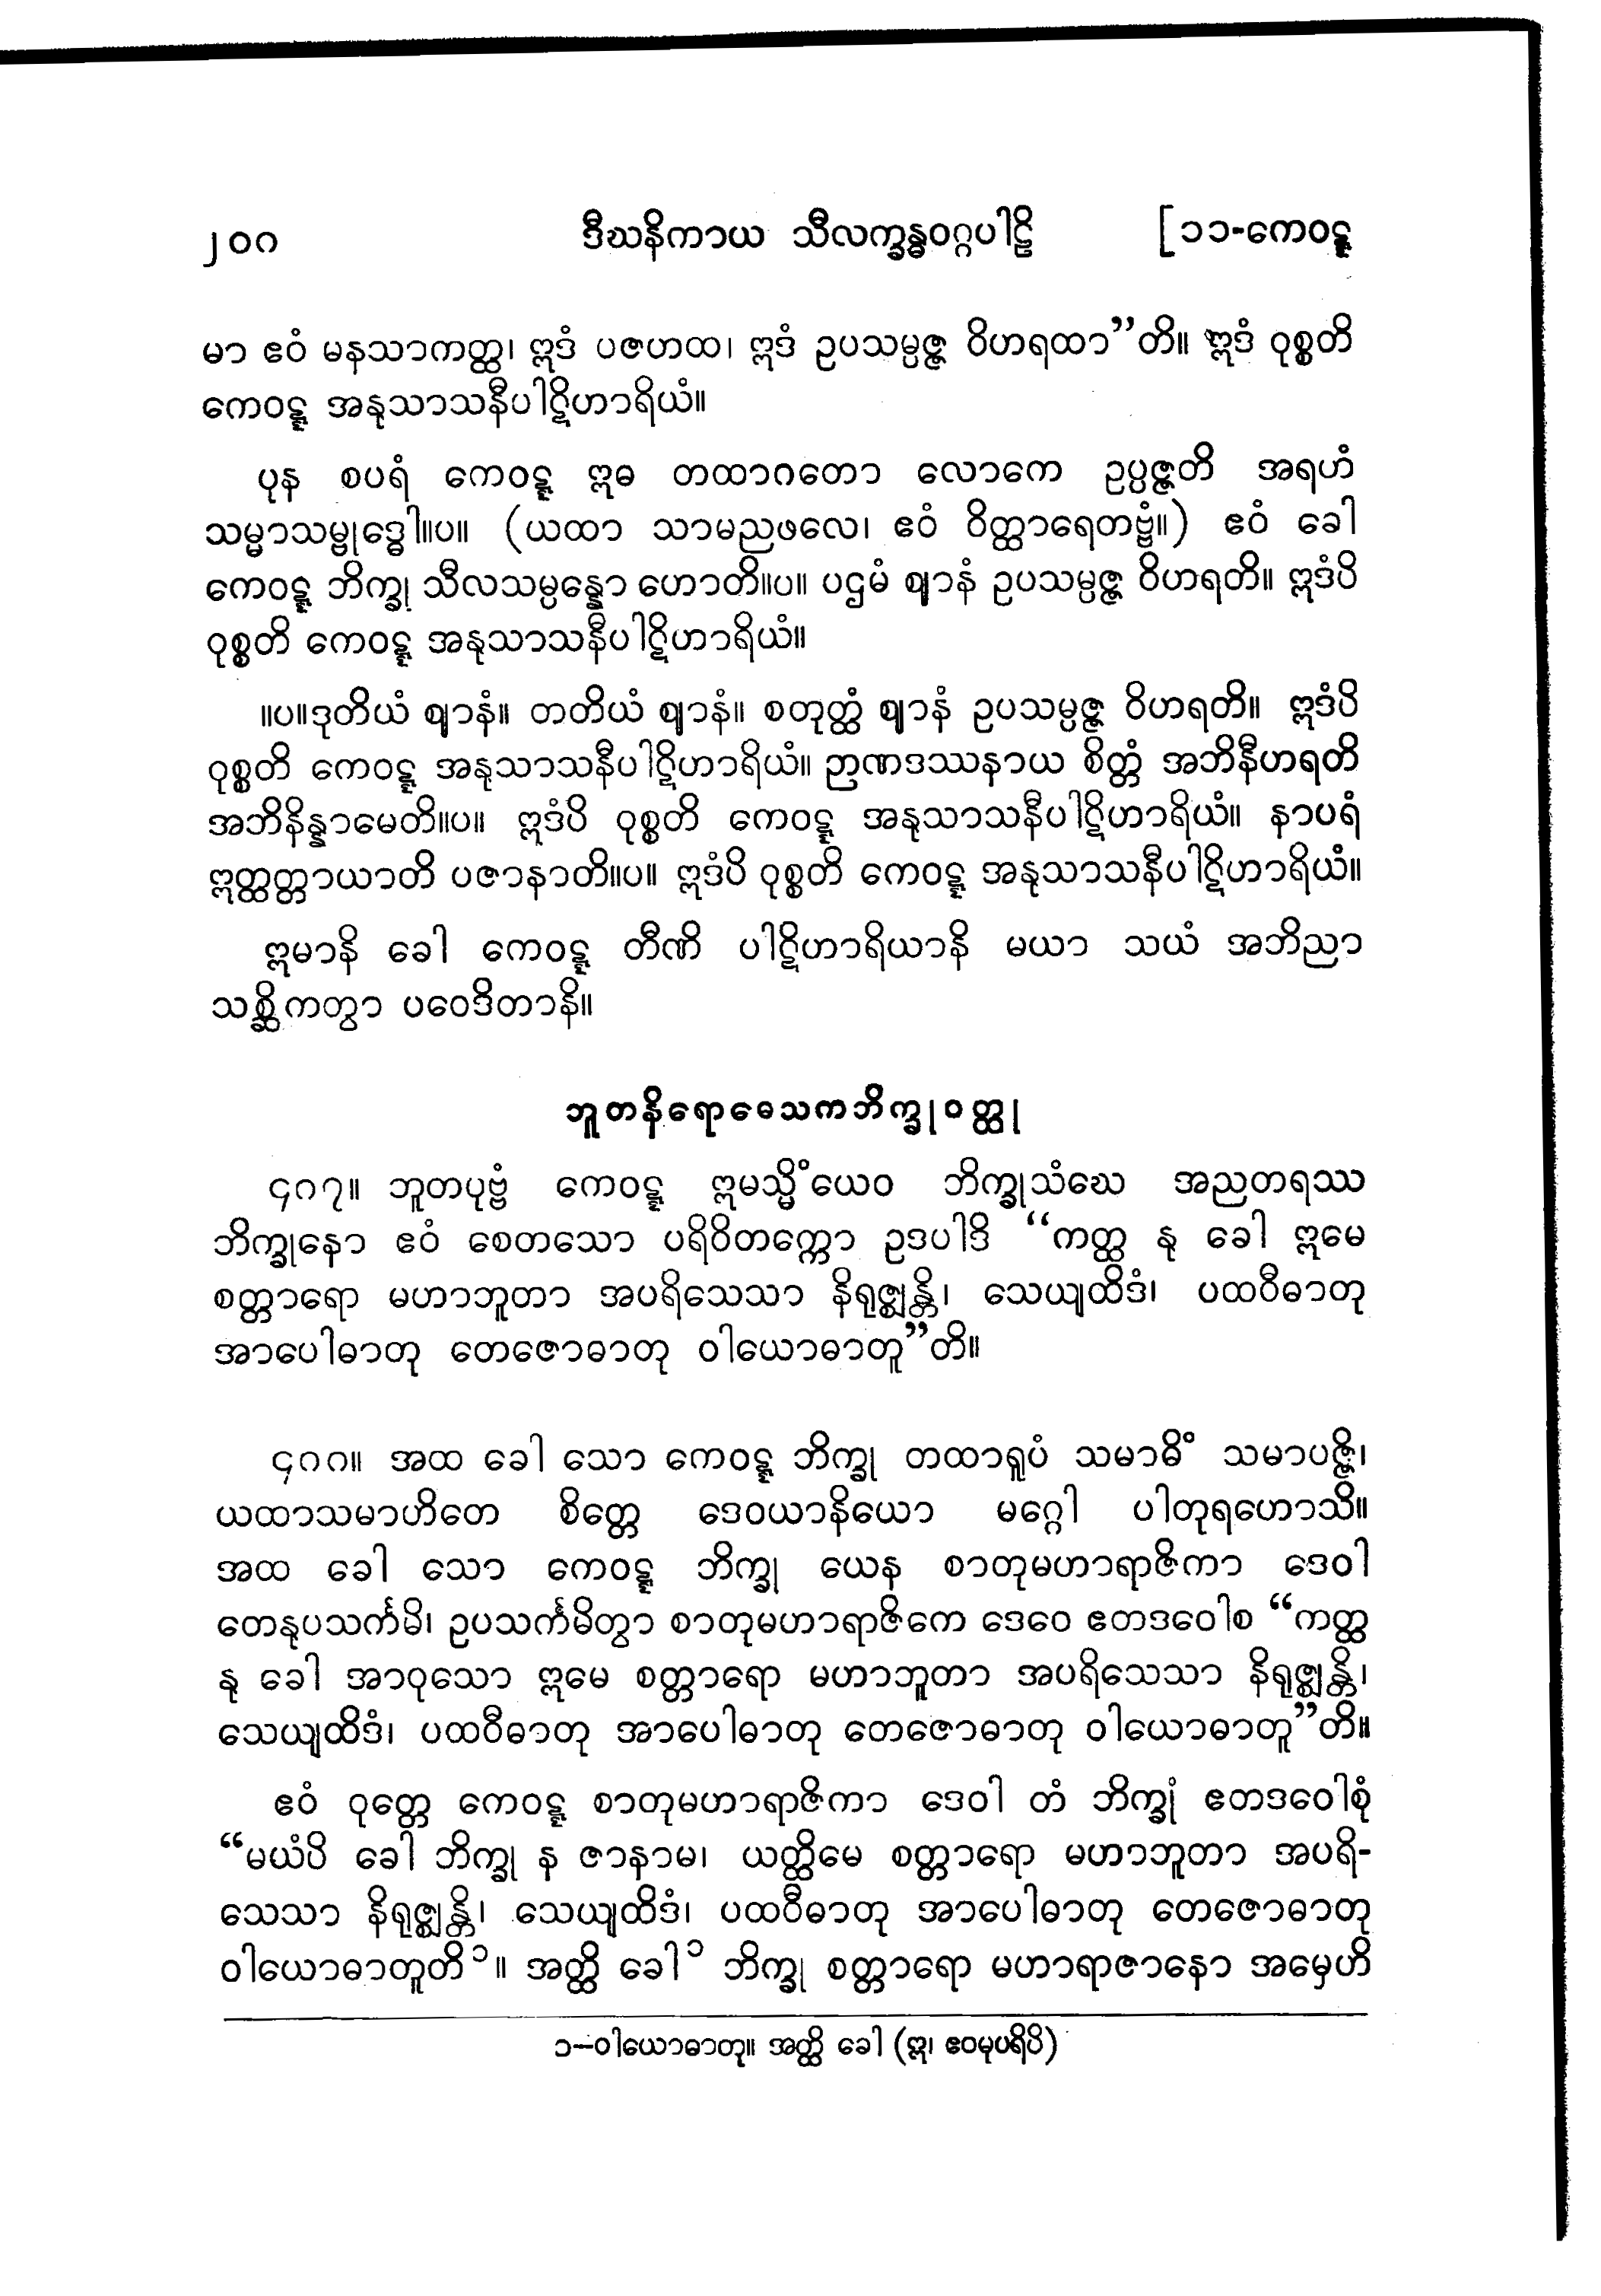 ၂၀ဂ ဒီဃနိကာယ သီလက္ခန္ဓဝဂ္ဂပါဠိ [၁၁-ကေဝဋ္ဋ
မာ ဧဝံ မနသာကတ္ထ၊ ဣဒံ ပဇဟထ၊ ဣဒံ ဥပသမ္ပဇ္ဇ ဝိဟရထာ”တိ။ ဣဒံ ဝုစ္စတိ
ကေဝဋ္ဋ အနုသာသနီပါဋိဟာရိယံ။
ပုန စပရံ ကေဝဋ္ဋ ဣဓ တထာဂတော လောကေ ဥပ္ပဇ္ဇတိ အရဟံ
သမ္မာသမ္ဗုဒ္ဓေါ။ပ။ (ယထာ သာမညဖလေ၊ ဧဝံ ဝိတ္ထာရေတဗ္ဗံ။) ဧဝံ ခေါ
ကေဝဋ္ဋ ဘိက္ခု သီလသမ္ပန္နော ဟောတိ။ပ။ ပဌမံ ဈာနံ ဥပသမ္ပဇ္ဇ ဝိဟရတိ။ ဣဒံပိ
ဝုစ္စတိ ကေဝဋ္ဋ အနုသာသနီပါဋိဟာရိယံ။
။ပ။ဒုတိယံ ဈာနံ။ တတိယံ ဈာနံ။ စတုတ္ထံ ဈာနံ ဥပသမ္ပဇ္ဇ ဝိဟရတိ။ ဣဒံပိ
ဝုစ္စတိ ကေဝဋ္ဋ အနုသာသနီပါဋိဟာရိယံ။ ဉာဏဒဿနာယ စိတ္တံ အဘိနီဟရတိ
အဘိနိန္နာမေတိ။ပ။ ဣဒံပိ ဝုစ္စတိ ကေဝဋ္ဋ အနုသာသနီပါဋိဟာရိယံ။ နာပရံ
ဣတ္ထတ္တာယာတိ ပဇာနာတိ။ပ။ ဣဒံပိ ဝုစ္စတိ ကေဝဋ္ဋ အနုသာသနီပါဋိဟာရိယံ။
ဣမာနိ ခေါ ကေဝဋ္ဋ တီဏိ ပါဋိဟာရိယာနိ မယာ သယံ အဘိညာ
သစ္ဆိကတွာ ပဝေဒိတာနိ။
ဘူတနိရောဓေသကဘိက္ခုဝတ္ထု
၄ဂ၇။ ဘူတပုဗ္ဗံ ကေဝဋ္ဋ ဣမသ္မိံယေဝ ဘိက္ခုသံဃေ အညတရဿ
ဘိက္ခုနော ဧဝံ စေတသော ပရိဝိတက္ကော ဥဒပါဒိ “ကတ္ထ နု ခေါ ဣမေ
စတ္တာရော မဟာဘူတာ အပရိသေသာ နိရုဇ္ဈန္တိ၊ သေယျထိဒံ၊ ပထဝီဓာတု
အာပေါဓာတု တေဇောဓာတု ဝါယောဓာတူ”တိ။
၄ဂဂ။ အထ ခေါ သော ကေဝဋ္ဋ ဘိက္ခု တထာရူပံ သမာဓိံ သမာပဇ္ဇိ၊
ယထာသမာဟိတေ စိတ္တေ ဒေဝယာနိယော မဂ္ဂေါ ပါတုရဟောသိ။
အထ ခေါ သော ကေဝဋ္ဋ ဘိက္ခု ယေန စာတုမဟာရာဇိကာ ဒေဝါ
တေနုပသင်္ကမိ၊ ဥပသင်္ကမိတွာ စာတုမဟာရာဇိကေ ဒေဝေ ဧတဒဝေါစ “ကတ္ထ
နု ခေါ အာဝုသော ဣမေ စတ္တာရော မဟာဘူတာ အပရိသေသာ နိရုဇ္ဈန္တိ၊
သေယျထိဒံ၊ ပထဝီဓာတု အာပေါဓာတု တေဇောဓာတု ဝါယောဓာတူ”တိ။
ဧဝံ ဝုတ္တေ ကေဝဋ္ဋ စာတုမဟာရာဇိကာ ဒေဝါ တံ ဘိက္ခုံ ဧတဒဝေါစုံ
“မယံပိ ခေါ ဘိက္ခု န ဇာနာမ၊ ယတ္ထိမေ စတ္တာရော မဟာဘူတာ အပရိ-
သေသာ နိရုဇ္ဈန္တိ၊ သေယျထိဒံ၊ ပထဝီဓာတု အာပေါဓာတု တေဇောဓာတု
ဝါယောဓာတူတိ၁။ အတ္ထိ ခေါ၁ ဘိက္ခု စတ္တာရော မဟာရာဇာနော အမှေဟိ
၁−ဝါယောဓာတု။ အတ္ထိ ခေါ (ဣ၊ ဧဝမုပရိပိ)